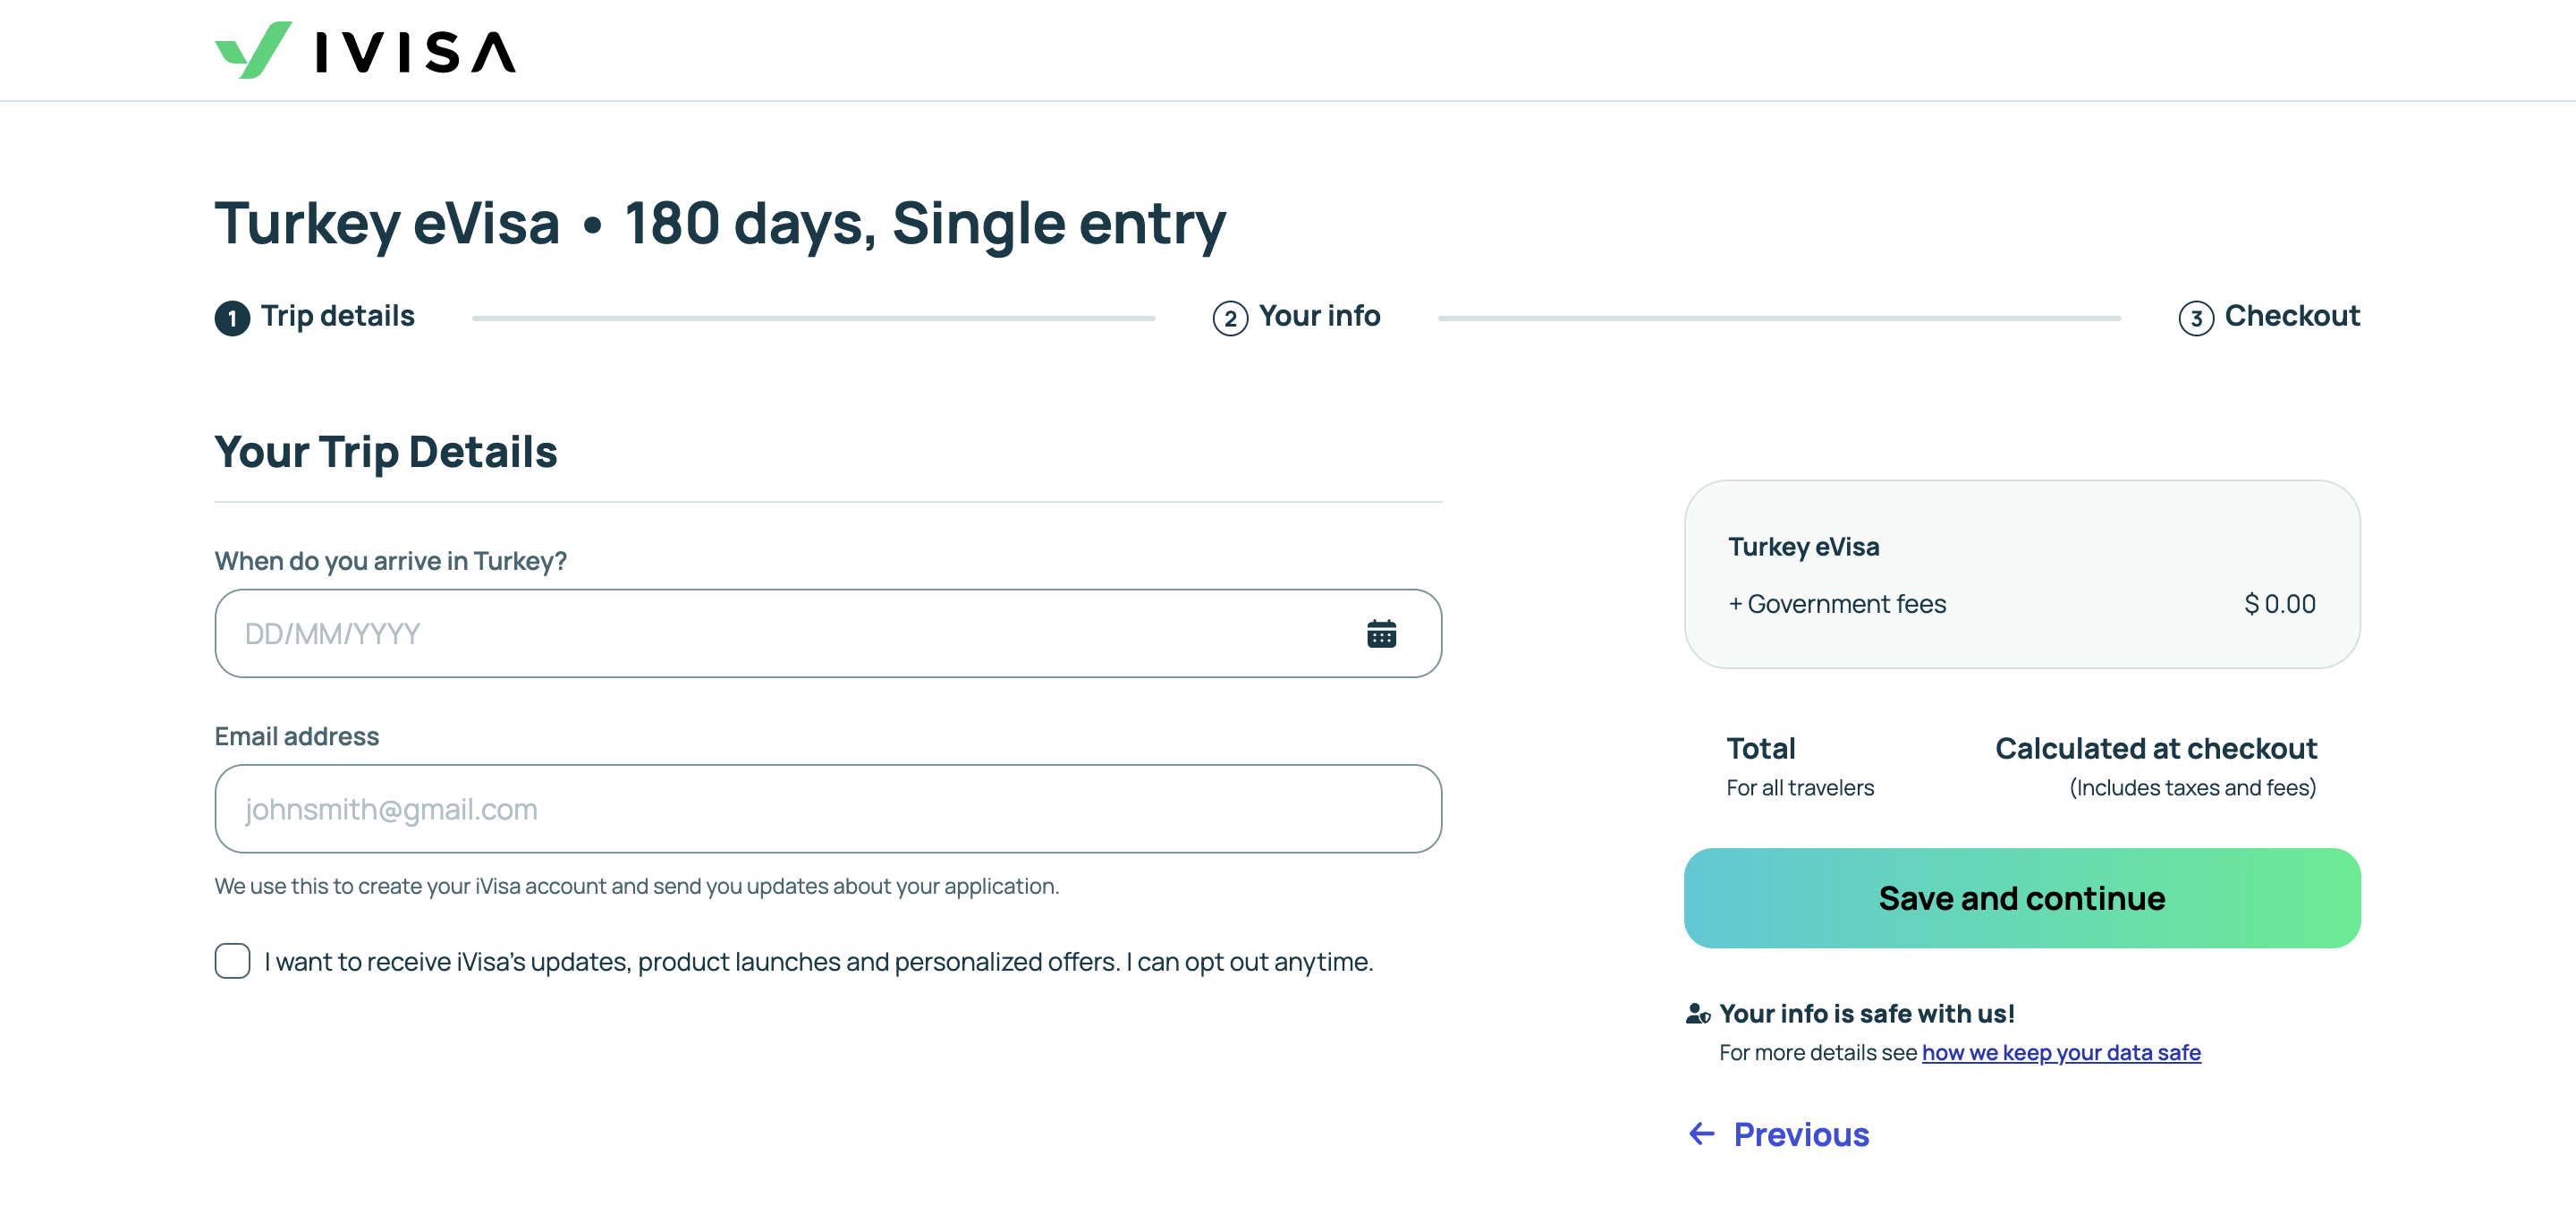 IVISA
Turkey eVisa • 180 days, Single entry
1 Trip details
2 Your info
3 Checkout
Your Trip Details
When do you arrive in Turkey?
DD/MM/YYYY
Email address
johnsmith@gmail.com
We use this to create your iVisa account and send you updates about your application.
I want to receive iVisa's updates, product launches and personalized offers. I can opt out anytime.
Turkey eVisa
+ Government fees $ 0.00
Total Calculated at checkout
For all travelers (Includes taxes and fees)
Save and continue
Your info is safe with us!
For more details see how we keep your data safe
← Previous